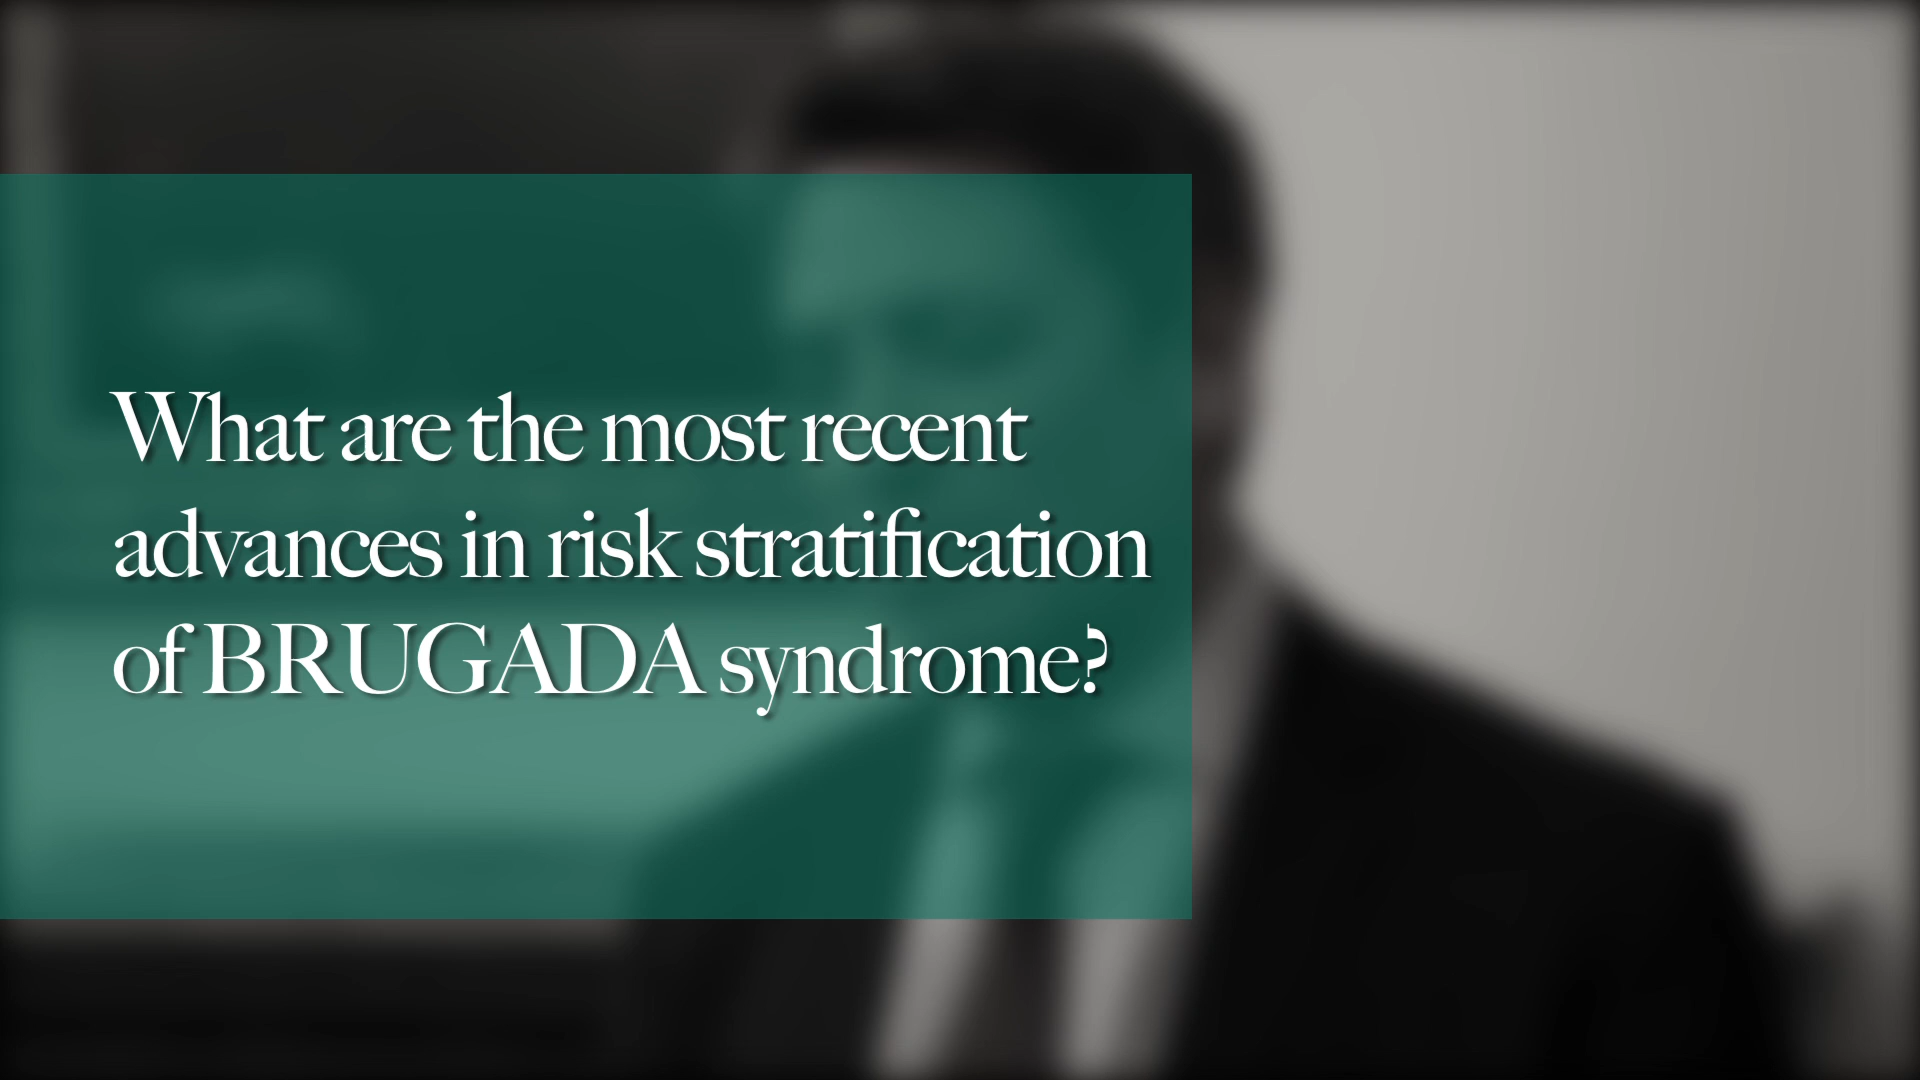 What are the most recent
advances in risk stratification
of BRUGADA syndrome?